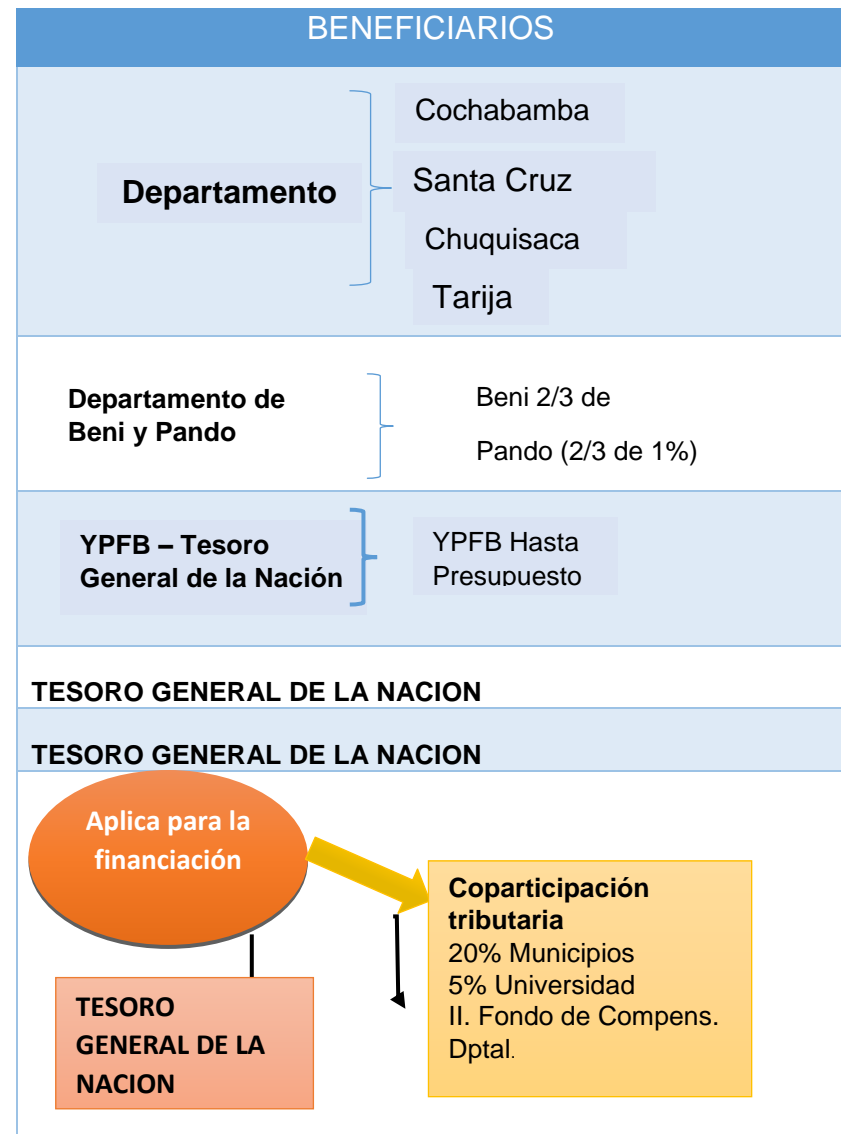 BENEFICIARIOS
Departamento
Cochabamba
Santa Cruz
Chuquisaca
Tarija
Departamento de
Beni y Pando
Beni 2/3 de
Pando (2/3 de 1%)
YPFB – Tesoro
General de la Nación
YPFB Hasta
Presupuesto
TESORO GENERAL DE LA NACION
TESORO GENERAL DE LA NACION
Aplica para la
financiación
Coparticipación
tributaria
20% Municipios
5% Universidad
II. Fondo de Compens.
Dptal.
TESORO
GENERAL DE LA
NACION